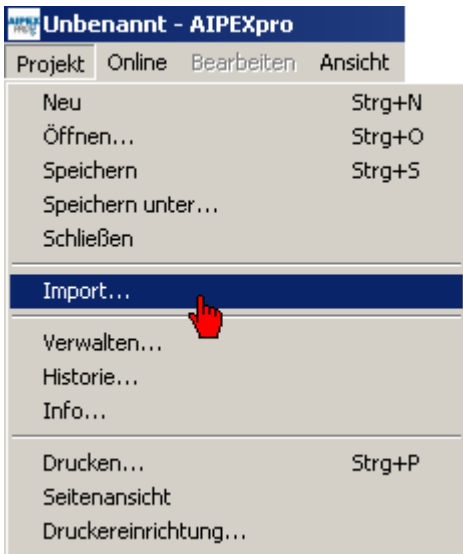 Unbenannt - AIPEXpro
Projekt Online Bearbeiten Ansicht
Neu Strg+N
Öffnen... Strg+O
Speichern Strg+S
Speichern unter...
Schließen
Import...
Verwalten...
Historie...
Info...
Drucken... Strg+P
Seitenansicht
Druckereinrichtung...